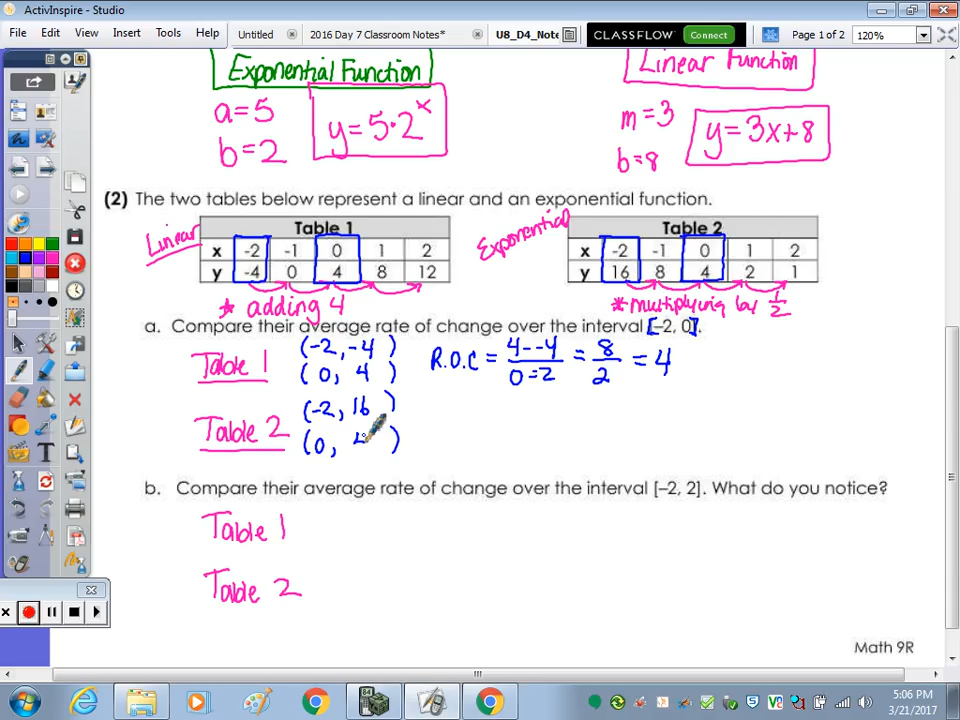 ActivInspire - Studio
File Edit View Insert Tools Help Untitled 2016 Day 7 Classroom Notes* U8_D4_Note CLASSFLOW Connect Page 1 of 2 120%
Exponential Function Linear Function
a=5 y=5·2^x m=3 y=3x+8
b=2 b=8
(2) The two tables below represent a linear and an exponential function.
Linear Table 1 Exponential Table 2
x -2 -1 0 1 2 x -2 -1 0 1 2
y -4 0 4 8 12 y 16 8 4 2 1
* adding 4 * multiplying by 1/2
a. Compare their average rate of change over the interval [-2, 0].
Table 1 (-2, -4) R.O.C = 4--4 / 0--2 = 8/2 = 4
(0, 4)
Table 2 (-2, 16)
(0, 4)
b. Compare their average rate of change over the interval [–2, 2]. What do you notice?
Table 1
Table 2
Math 9R
5:06 PM
3/21/2017